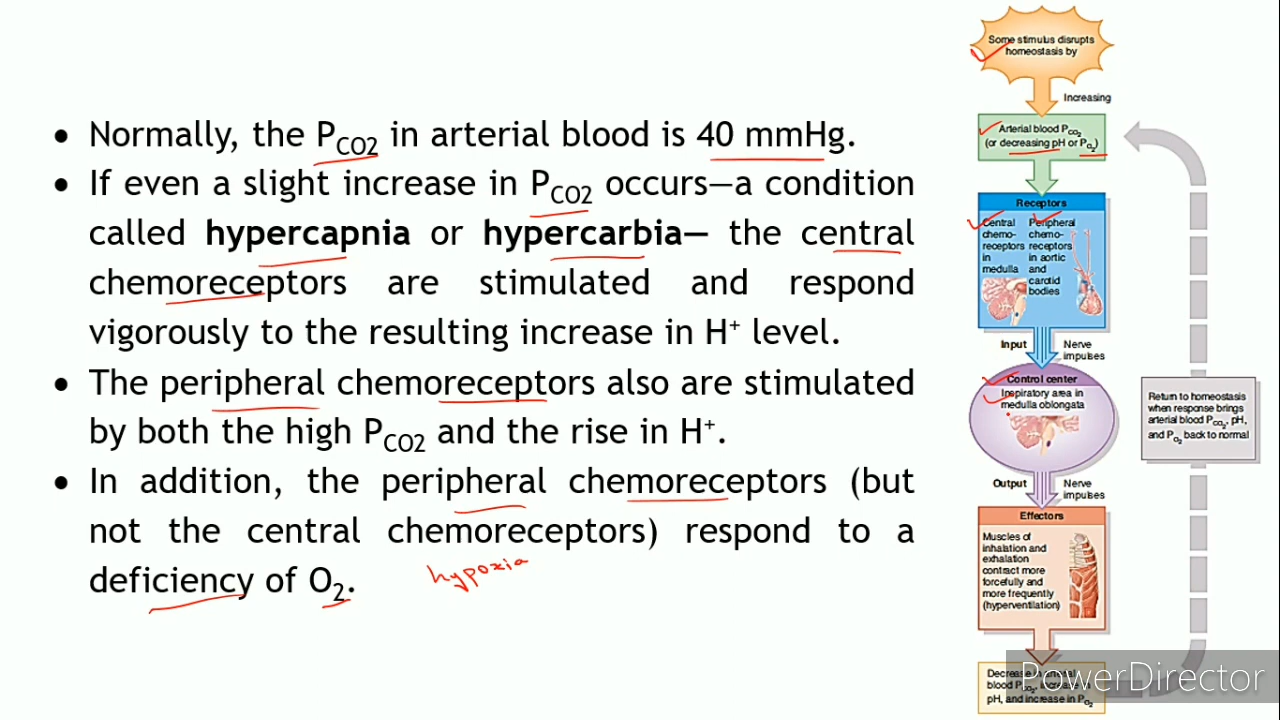 • Normally, the PCO2 in arterial blood is 40 mmHg.
• If even a slight increase in PCO2 occurs—a condition
called hypercapnia or hypercarbia— the central
chemoreceptors are stimulated and respond
vigorously to the resulting increase in H+ level.
• The peripheral chemoreceptors also are stimulated
by both the high PCO2 and the rise in H+.
• In addition, the peripheral chemoreceptors (but
not the central chemoreceptors) respond to a
deficiency of O2.
hypoxia
Some stimulus disrupts
homeostasis by
Increasing
Arterial blood PCO2
(or decreasing pH or PO2)
Receptors
Central
chemo-
receptors
in
medulla
Peripheral
chemo-
receptors
in aortic
and
carotid
bodies
Input
Nerve
impulses
Control center
Inspiratory area in
medulla oblongata
Output
Nerve
impulses
Effectors
Muscles of
inhalation and
exhalation
contract more
forcefully and
more frequently
(hyperventilation)
Decrease in arterial
blood PCO2, increase in
pH, and increase in PO2
Return to homeostasis
when response brings
arterial blood PCO2, pH,
and PO2 back to normal
PowerDirector